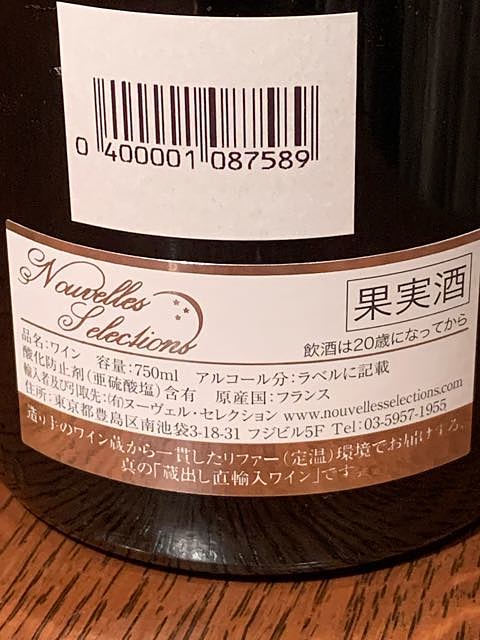 0 400001 087589
Nouvelles
Selections
果実酒
飲酒は20歳になってから
品名:ワイン 容量:750ml アルコール分:ラベルに記載
酸化防止剤(亜硫酸塩)含有 原産国:フランス
輸入者及び引取先:(有)ヌーヴェル・セレクション www.nouvellesselections.com
住所:東京都豊島区南池袋3-18-31 フジビル5F Tel:03-5957-1955
造り手のワイン蔵から一貫したリファー(定温)環境でお届けする。
真の「蔵出し直輸入ワイン」です。